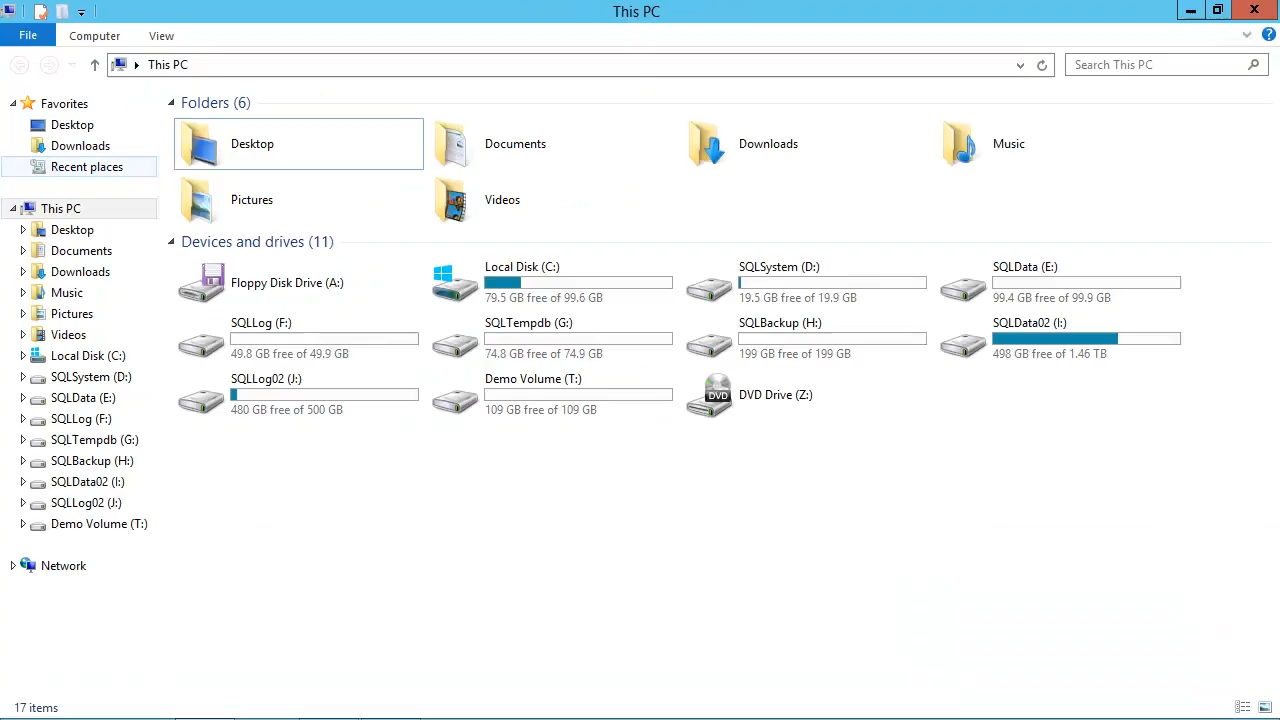 This PC
File
Computer
View
This PC
Search This PC
Favorites
Desktop
Downloads
Recent places
This PC
Desktop
Documents
Downloads
Music
Pictures
Videos
Local Disk (C:)
SQLSystem (D:)
SQLData (E:)
SQLLog (F:)
SQLTempdb (G:)
SQLBackup (H:)
SQLData02 (I:)
SQLLog02 (J:)
Demo Volume (T:)
Network
Folders (6)
Desktop
Documents
Downloads
Music
Pictures
Videos
Devices and drives (11)
Floppy Disk Drive (A:)
Local Disk (C:)
79.5 GB free of 99.6 GB
SQLSystem (D:)
19.5 GB free of 19.9 GB
SQLData (E:)
99.4 GB free of 99.9 GB
SQLLog (F:)
49.8 GB free of 49.9 GB
SQLTempdb (G:)
74.8 GB free of 74.9 GB
SQLBackup (H:)
199 GB free of 199 GB
SQLData02 (I:)
498 GB free of 1.46 TB
SQLLog02 (J:)
480 GB free of 500 GB
Demo Volume (T:)
109 GB free of 109 GB
DVD
DVD Drive (Z:)
17 items